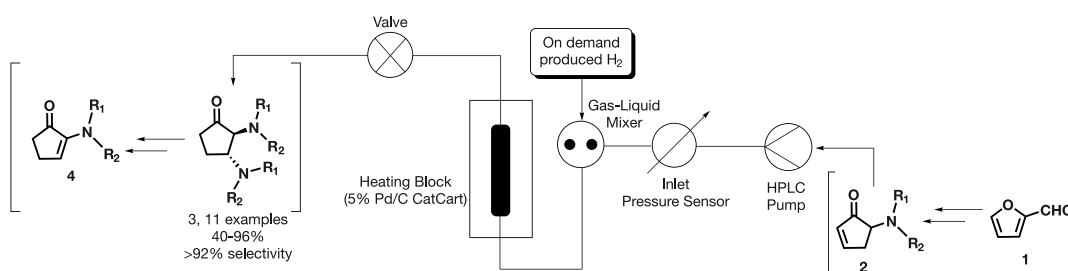 Valve
On demand
produced H2
Gas-Liquid
Mixer
O
R1
N
R2
4
O
R1
N
R2
N
R1
R2
3, 11 examples
40-96%
>92% selectivity
Heating Block
(5% Pd/C CatCart)
Inlet
Pressure Sensor
HPLC
Pump
O
R1
N
R2
2
O
CHO
1